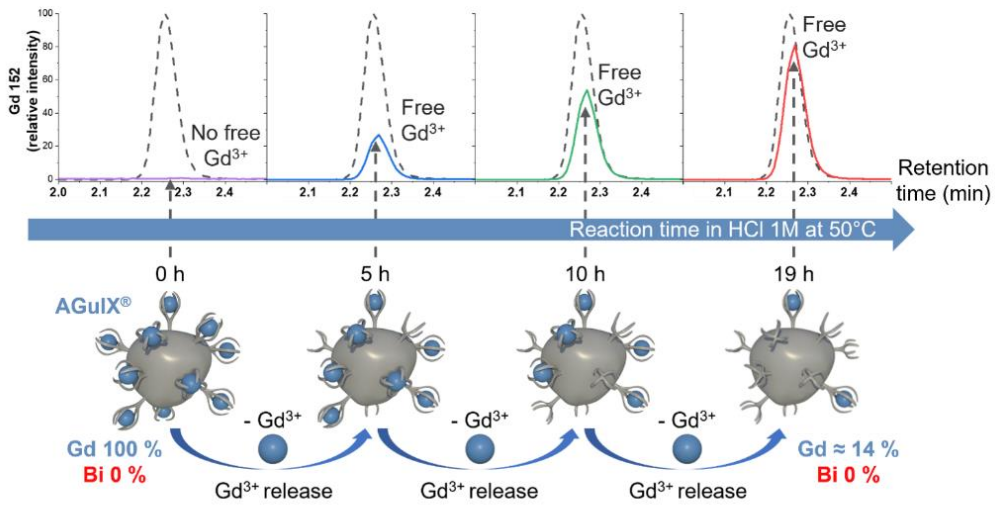 Gd 152
(relative intensity)
100
80
60
40
20
0
No free
Gd³⁺
Free
Gd³⁺
Free
Gd³⁺
Free
Gd³⁺
2.0 2.1 2.2 2.3 2.4
2.1 2.2 2.3 2.4
2.1 2.2 2.3 2.4
2.1 2.2 2.3 2.4
Retention
time (min)
Reaction time in HCl 1M at 50°C
0 h 5 h 10 h 19 h
AGuIX®
- Gd³⁺ - Gd³⁺ - Gd³⁺
Gd 100 %
Bi 0 %
Gd ≈ 14 %
Bi 0 %
Gd³⁺ release Gd³⁺ release Gd³⁺ release